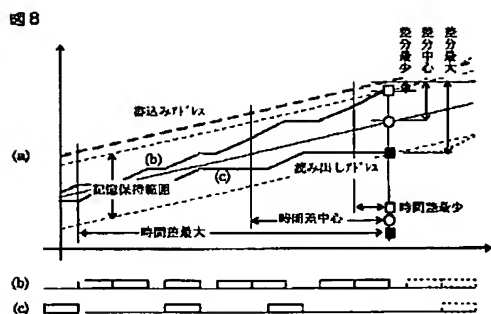 図8
差分最少
差分中心
差分最大
書込みアドレス
(a)
(b)
(c)
記憶保持範囲
読み出しアドレス
時間差最少
時間差中心
時間差最大
(b)
(c)